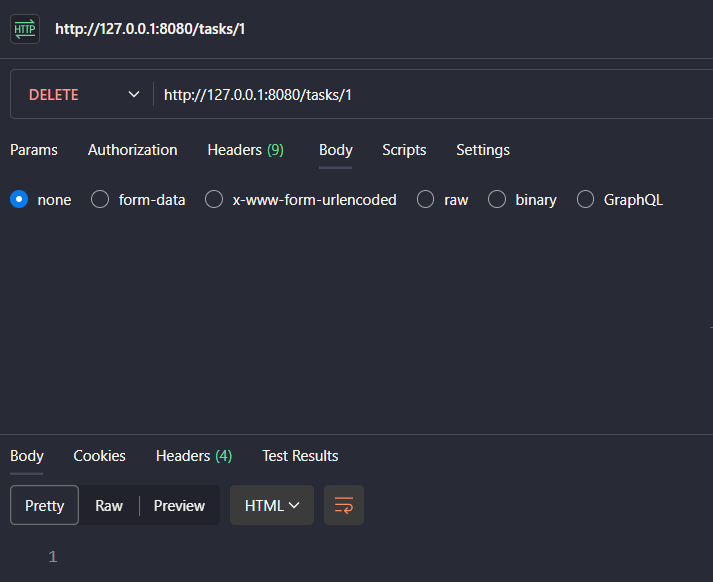 HTTP http://127.0.0.1:8080/tasks/1
DELETE http://127.0.0.1:8080/tasks/1
Params Authorization Headers (9) Body Scripts Settings
none form-data x-www-form-urlencoded raw binary GraphQL
Body Cookies Headers (4) Test Results
Pretty Raw Preview HTML
1